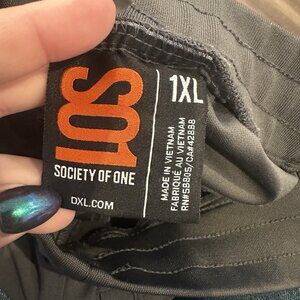 SO1
SOCIETY OF ONE
DXL.COM
1XL
MADE IN VIETNAM
FABRIQUÉ AU VIETNAM
RN#58805/CA#42888